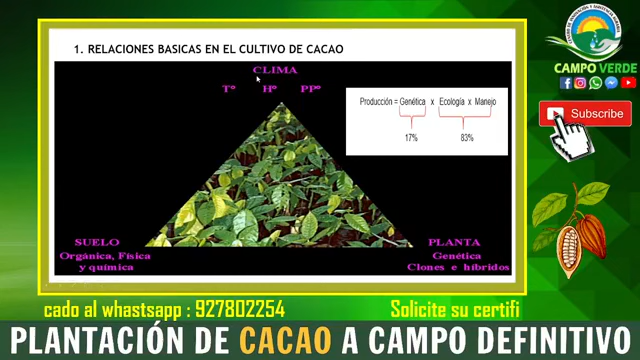 1. RELACIONES BASICAS EN EL CULTIVO DE CACAO
CLIMA
Tº Hº PPº
Producción = Genética x Ecología x Manejo
17% 83%
SUELO
Orgánica, Física
y química
PLANTA
Genética
Clones e híbridos
CAMPO VERDE
Subscribe
cado al whastsapp : 927802254
Solicite su certifi
PLANTACIÓN DE CACAO A CAMPO DEFINITIVO